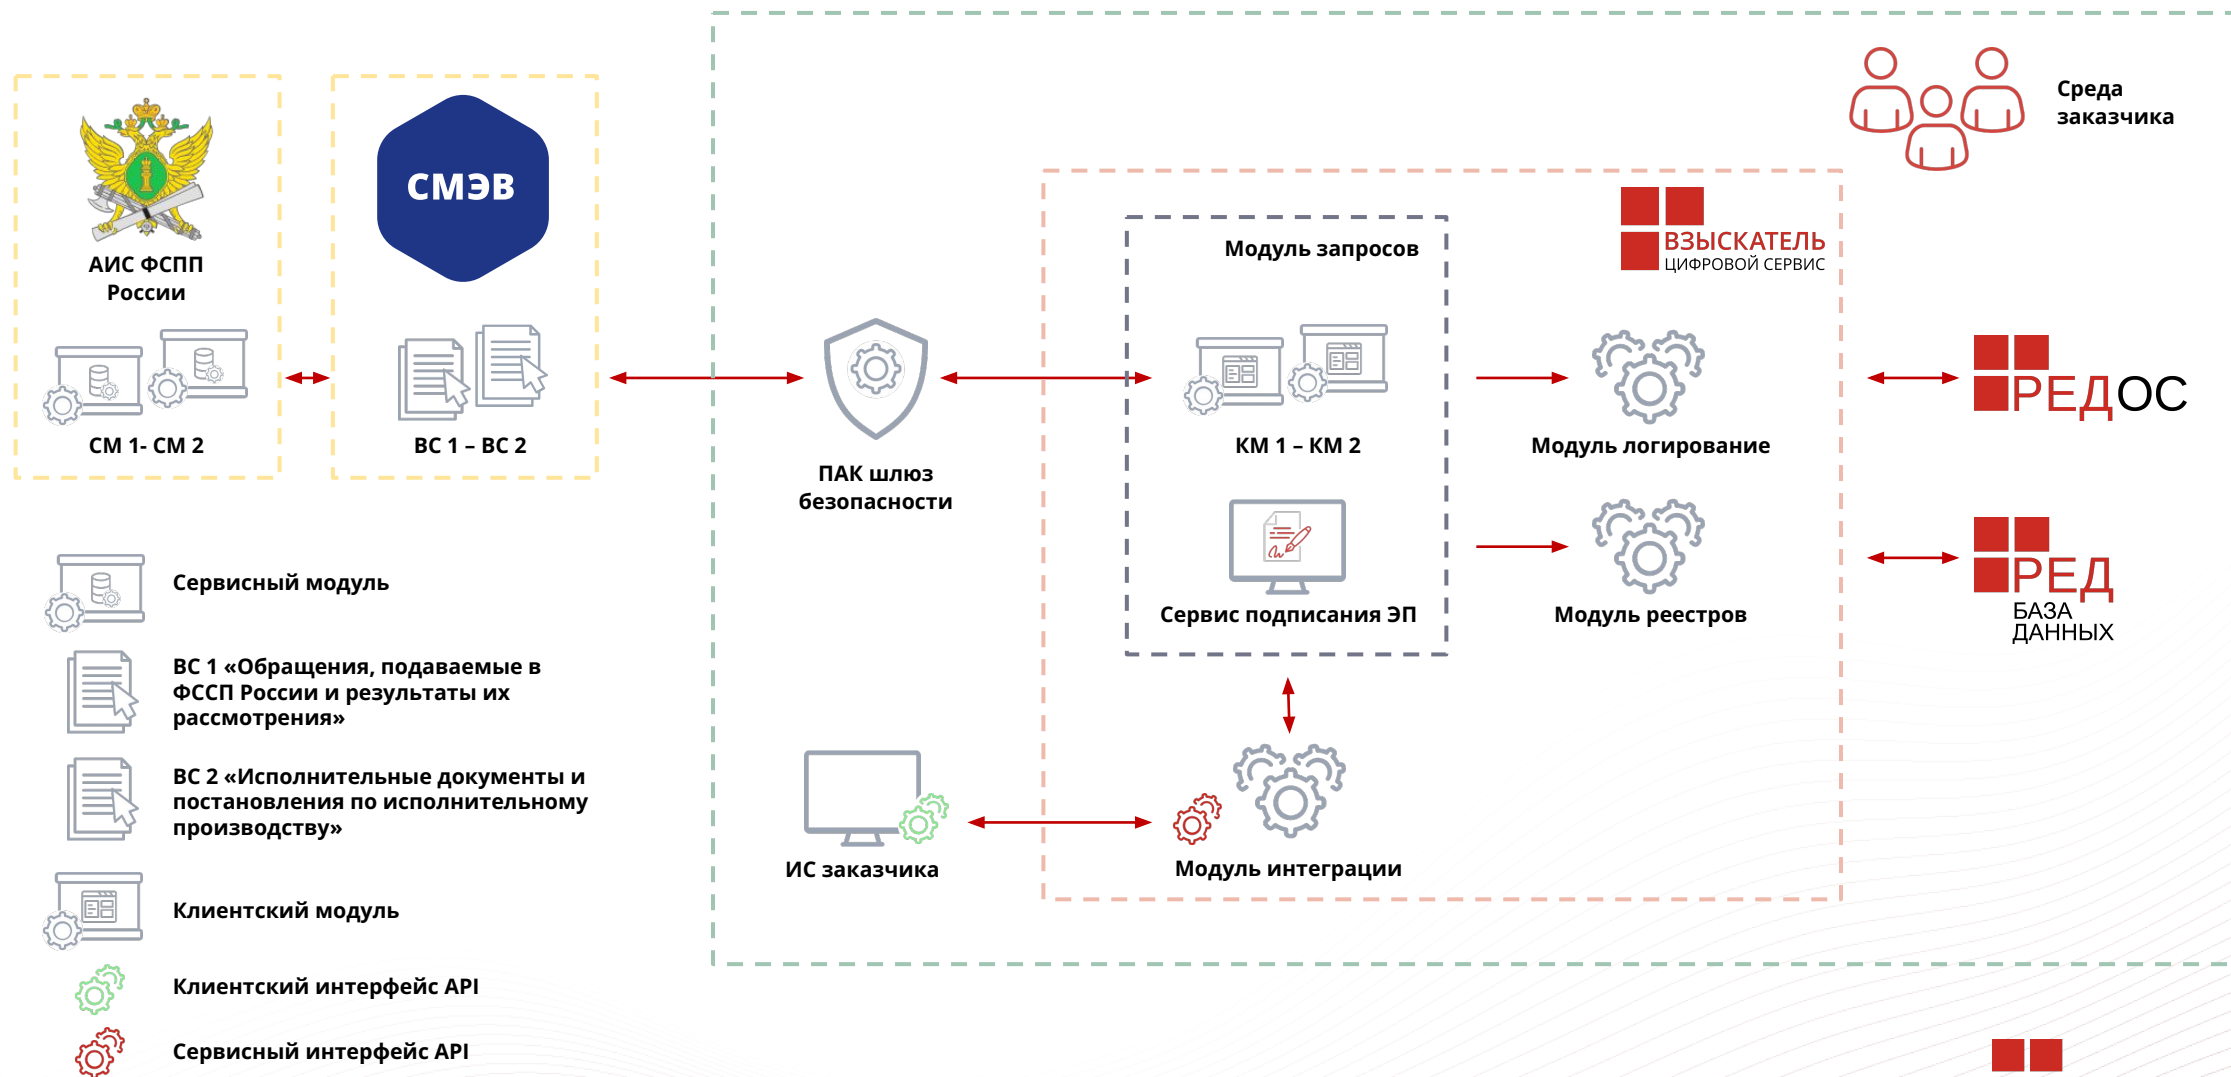 АИС ФСПП
России
СМ 1- СМ 2
СМЭВ
ВС 1 – ВС 2
Среда
заказчика
ВЗЫСКАТЕЛЬ
ЦИФРОВОЙ СЕРВИС
Модуль запросов
ПАК шлюз
безопасности
КМ 1 – КМ 2
Модуль логирование
РЕДОС
Сервис подписания ЭП
Модуль реестров
РЕД
БАЗА
ДАННЫХ
ИС заказчика
Модуль интеграции
Сервисный модуль
ВС 1 «Обращения, подаваемые в
ФССП России и результаты их
рассмотрения»
ВС 2 «Исполнительные документы и
постановления по исполнительному
производству»
Клиентский модуль
Клиентский интерфейс API
Сервисный интерфейс API